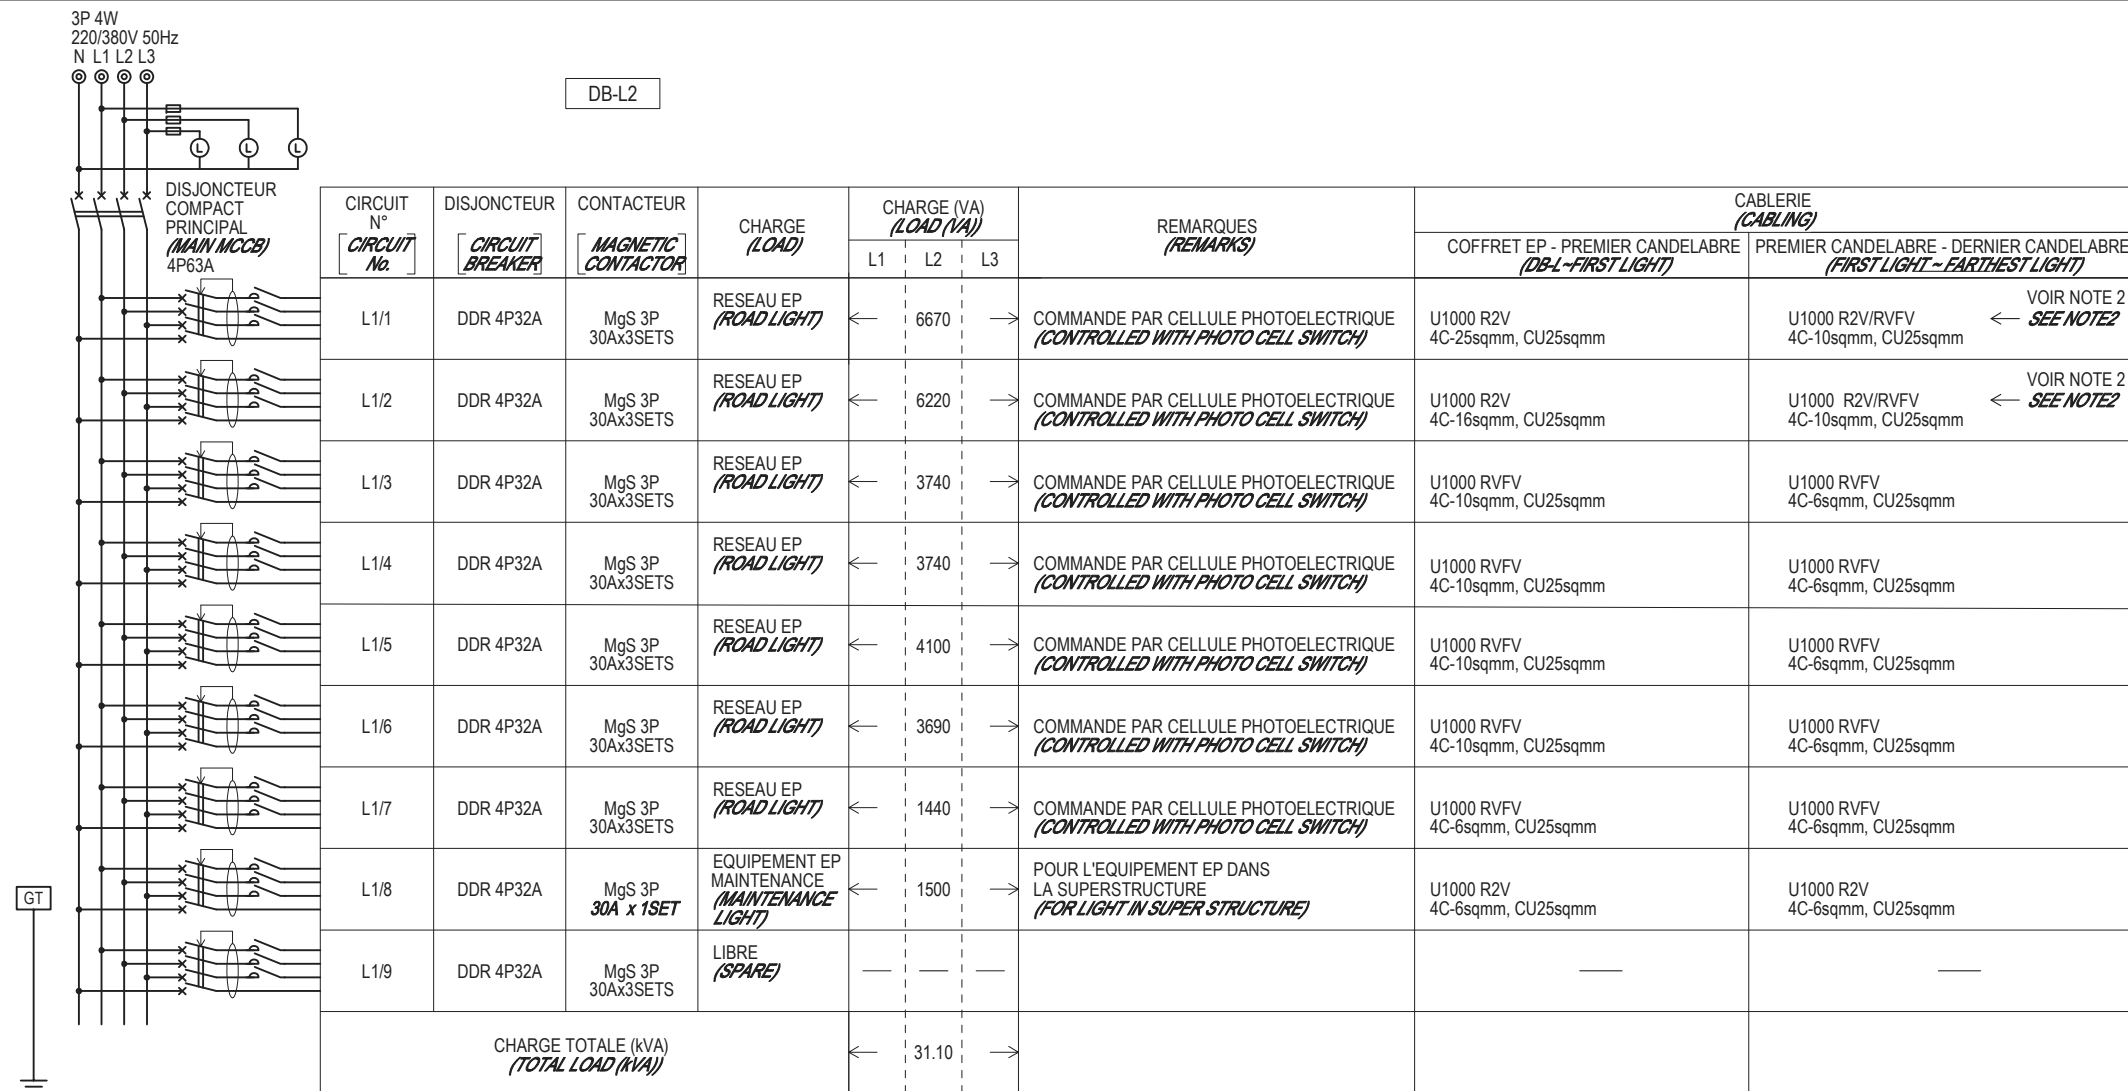 3P 4W
220/380V 50Hz
N L1 L2 L3
DB-L2
L L L
DISJONCTEUR
COMPACT
PRINCIPAL
(MAIN MCCB)
4P63A
CIRCUIT
N°
CIRCUIT
No.
DISJONCTEUR
CIRCUIT
BREAKER
CONTACTEUR
MAGNETIC
CONTACTOR
CHARGE
(LOAD)
CHARGE (VA)
(LOAD (VA))
L1 L2 L3
REMARQUES
(REMARKS)
CABLERIE
(CABLING)
COFFRET EP - PREMIER CANDELABRE
(DB-L~FIRST LIGHT)
PREMIER CANDELABRE - DERNIER CANDELABRE
(FIRST LIGHT ~ FARTHEST LIGHT)
L1/1
DDR 4P32A
MgS 3P
30Ax3SETS
RESEAU EP
(ROAD LIGHT)
6670
COMMANDE PAR CELLULE PHOTOELECTRIQUE
(CONTROLLED WITH PHOTO CELL SWITCH)
U1000 R2V
4C-25sqmm, CU25sqmm
U1000 R2V/RVFV
4C-10sqmm, CU25sqmm
VOIR NOTE 2
SEE NOTE2
L1/2
DDR 4P32A
MgS 3P
30Ax3SETS
RESEAU EP
(ROAD LIGHT)
6220
COMMANDE PAR CELLULE PHOTOELECTRIQUE
(CONTROLLED WITH PHOTO CELL SWITCH)
U1000 R2V
4C-16sqmm, CU25sqmm
U1000 R2V/RVFV
4C-10sqmm, CU25sqmm
VOIR NOTE 2
SEE NOTE2
L1/3
DDR 4P32A
MgS 3P
30Ax3SETS
RESEAU EP
(ROAD LIGHT)
3740
COMMANDE PAR CELLULE PHOTOELECTRIQUE
(CONTROLLED WITH PHOTO CELL SWITCH)
U1000 RVFV
4C-10sqmm, CU25sqmm
U1000 RVFV
4C-6sqmm, CU25sqmm
L1/4
DDR 4P32A
MgS 3P
30Ax3SETS
RESEAU EP
(ROAD LIGHT)
3740
COMMANDE PAR CELLULE PHOTOELECTRIQUE
(CONTROLLED WITH PHOTO CELL SWITCH)
U1000 RVFV
4C-10sqmm, CU25sqmm
U1000 RVFV
4C-6sqmm, CU25sqmm
L1/5
DDR 4P32A
MgS 3P
30Ax3SETS
RESEAU EP
(ROAD LIGHT)
4100
COMMANDE PAR CELLULE PHOTOELECTRIQUE
(CONTROLLED WITH PHOTO CELL SWITCH)
U1000 RVFV
4C-10sqmm, CU25sqmm
U1000 RVFV
4C-6sqmm, CU25sqmm
L1/6
DDR 4P32A
MgS 3P
30Ax3SETS
RESEAU EP
(ROAD LIGHT)
3690
COMMANDE PAR CELLULE PHOTOELECTRIQUE
(CONTROLLED WITH PHOTO CELL SWITCH)
U1000 RVFV
4C-10sqmm, CU25sqmm
U1000 RVFV
4C-6sqmm, CU25sqmm
L1/7
DDR 4P32A
MgS 3P
30Ax3SETS
RESEAU EP
(ROAD LIGHT)
1440
COMMANDE PAR CELLULE PHOTOELECTRIQUE
(CONTROLLED WITH PHOTO CELL SWITCH)
U1000 RVFV
4C-6sqmm, CU25sqmm
U1000 RVFV
4C-6sqmm, CU25sqmm
GT
L1/8
DDR 4P32A
MgS 3P
30A x 1SET
EQUIPEMENT EP
MAINTENANCE
(MAINTENANCE
LIGHT)
1500
POUR L'EQUIPEMENT EP DANS
LA SUPERSTRUCTURE
(FOR LIGHT IN SUPER STRUCTURE)
U1000 R2V
4C-6sqmm, CU25sqmm
U1000 R2V
4C-6sqmm, CU25sqmm
L1/9
DDR 4P32A
MgS 3P
30Ax3SETS
LIBRE
(SPARE)
CHARGE TOTALE (kVA)
(TOTAL LOAD (kVA))
31.10